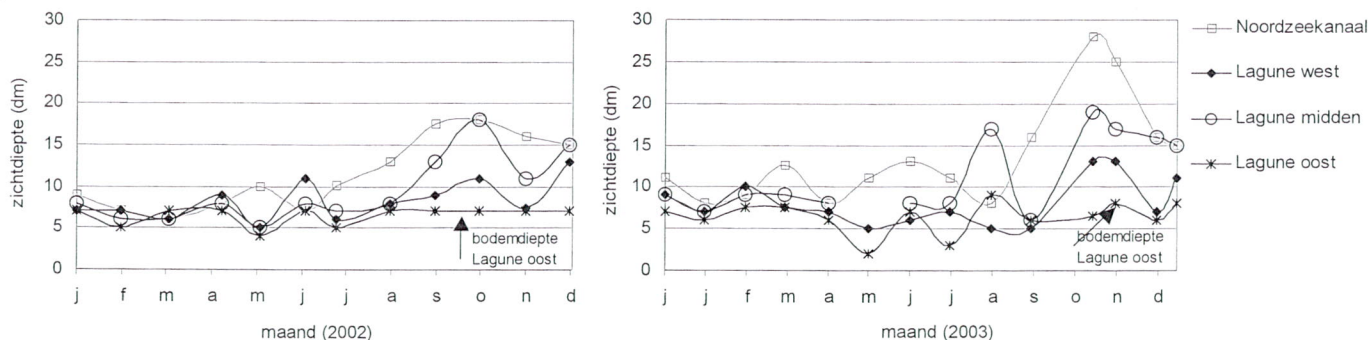 30
25
20
15
10
5
0
zichtdiepte (dm)
j f m a m j j a s o n d
maand (2002)
bodemdiepte
Lagune oost
30
25
20
15
10
5
0
zichtdiepte (dm)
j j m m a m j j a s o n d
maand (2003)
bodemdiepte
Lagune oost
Noordzeekanaal
Lagune west
Lagune midden
Lagune oost